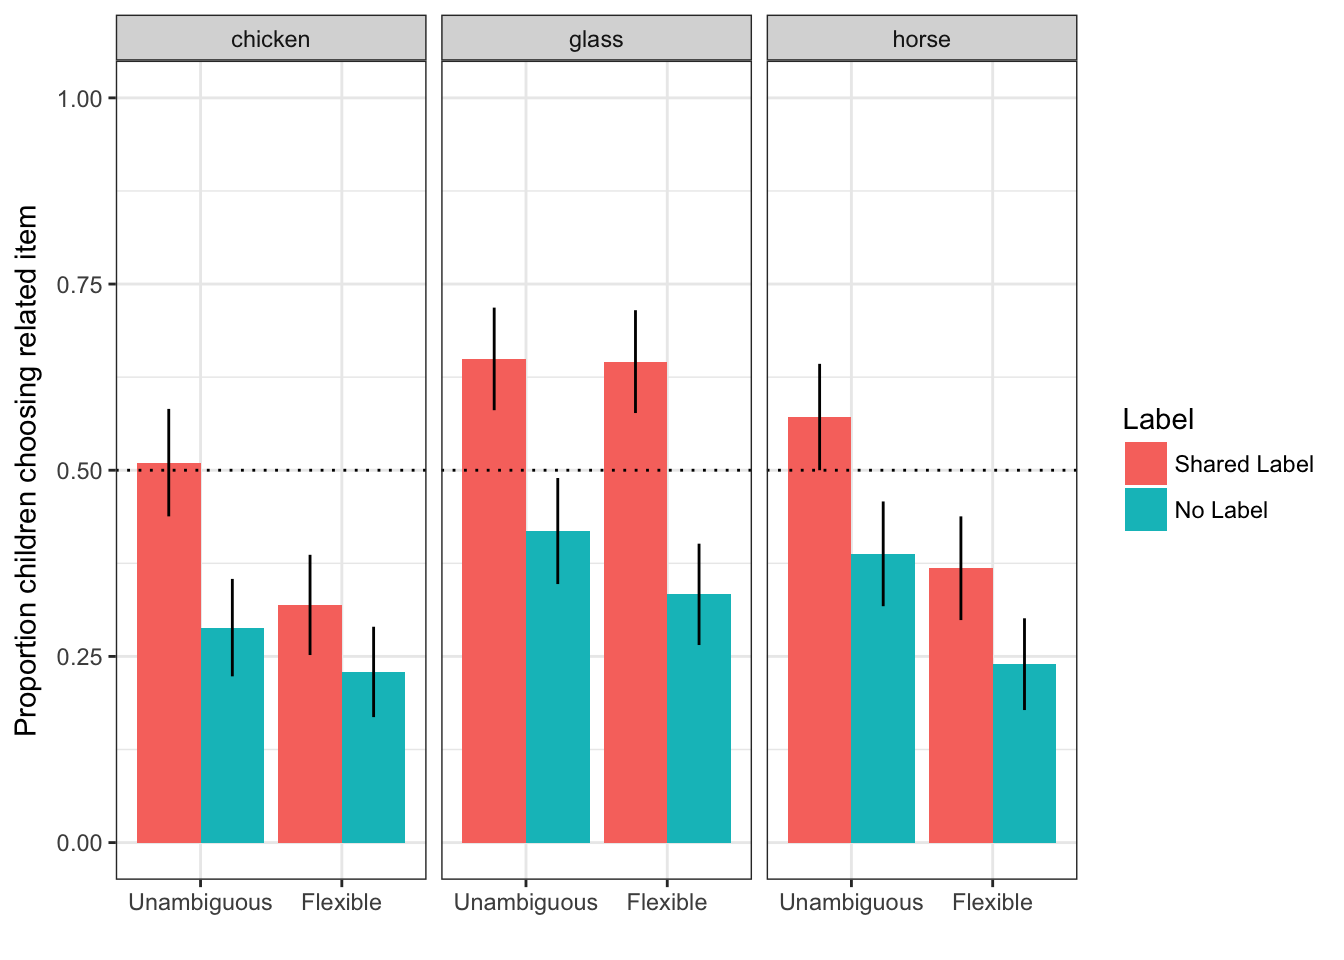 chicken glass horse
Proportion children choosing related item
1.00
0.75
0.50
0.25
0.00
Unambiguous Flexible Unambiguous Flexible Unambiguous Flexible
Label
Shared Label
No Label